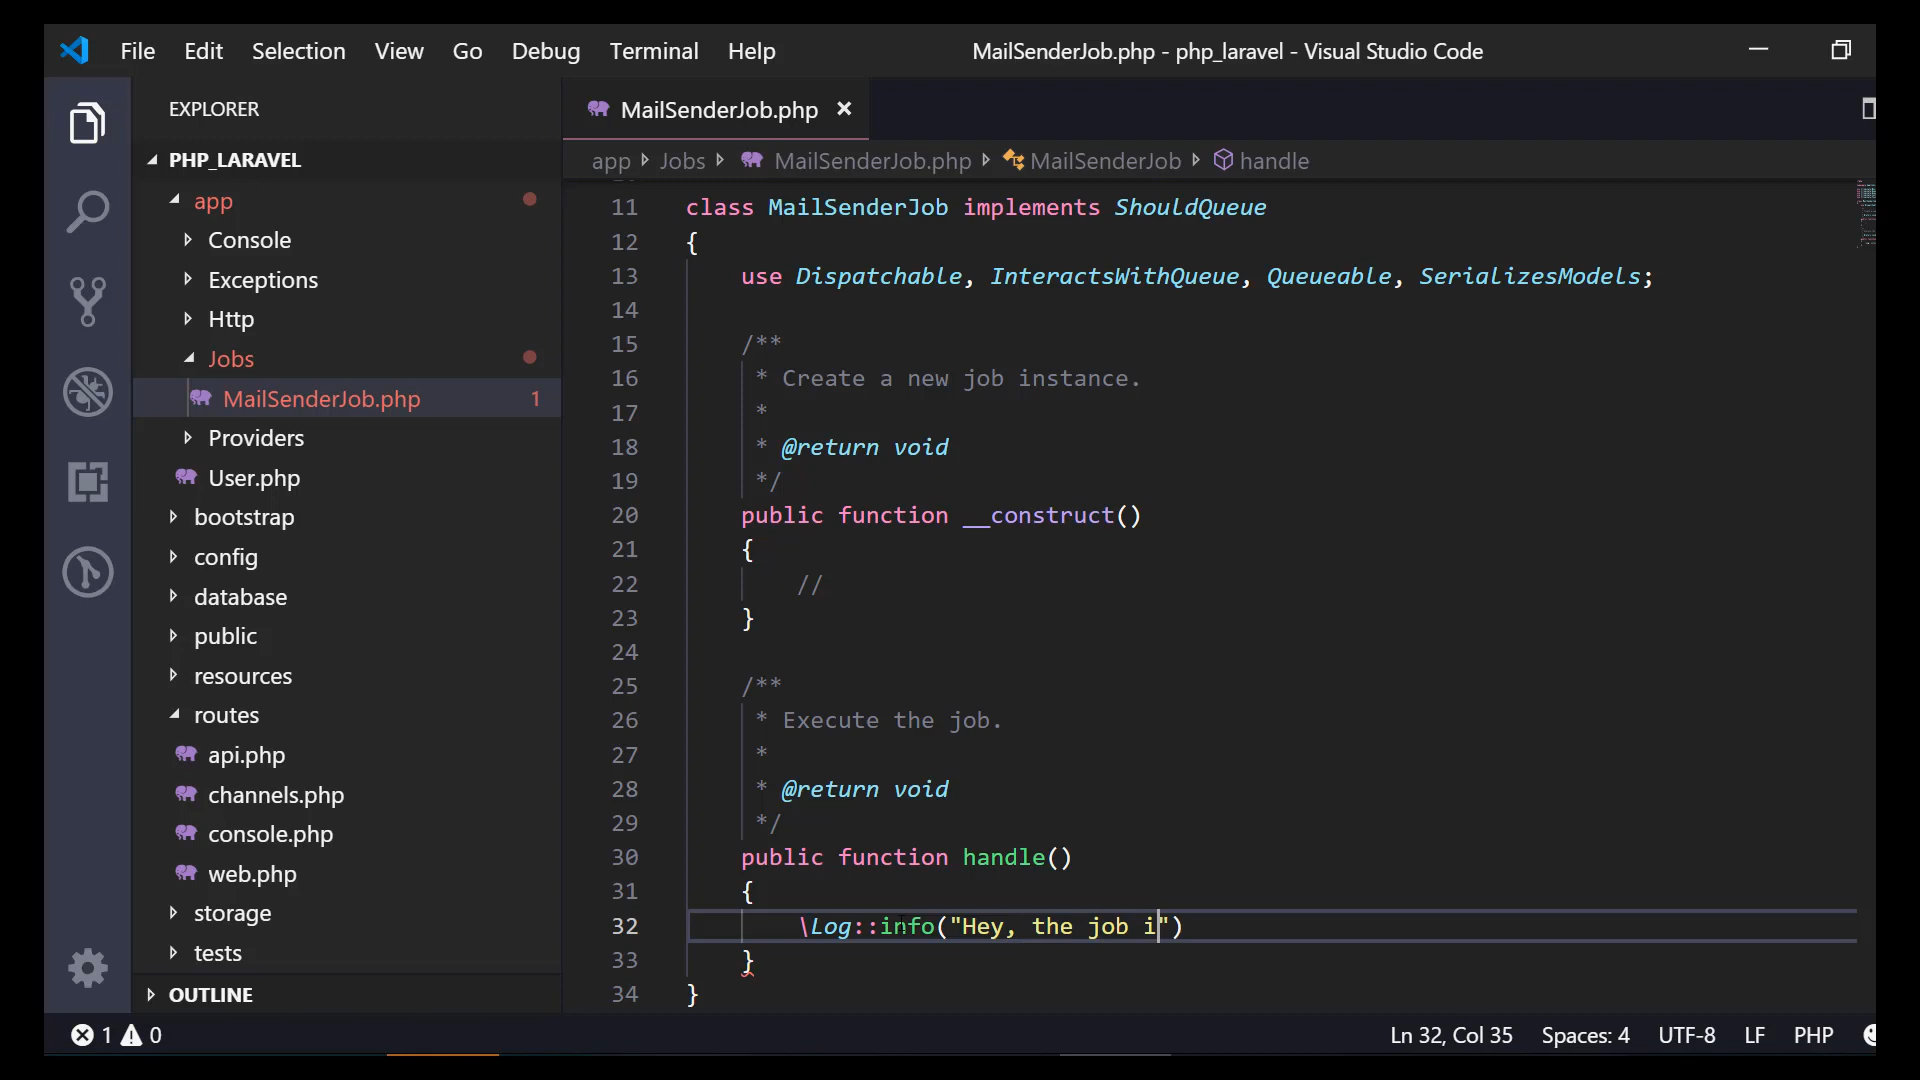 File Edit Selection View Go Debug Terminal Help MailSenderJob.php - php_laravel - Visual Studio Code
EXPLORER
PHP_LARAVEL
app
Console
Exceptions
Http
Jobs
MailSenderJob.php 1
Providers
User.php
bootstrap
config
database
public
resources
routes
api.php
channels.php
console.php
web.php
storage
tests
OUTLINE
MailSenderJob.php
app Jobs MailSenderJob.php MailSenderJob handle
11 class MailSenderJob implements ShouldQueue
12 {
13 use Dispatchable, InteractsWithQueue, Queueable, SerializesModels;
14
15 /**
16 * Create a new job instance.
17 *
18 * @return void
19 */
20 public function __construct()
21 {
22 //
23 }
24
25 /**
26 * Execute the job.
27 *
28 * @return void
29 */
30 public function handle()
31 {
32 \Log::info("Hey, the job i")
33 }
34 }
1 0 Ln 32, Col 35 Spaces: 4 UTF-8 LF PHP